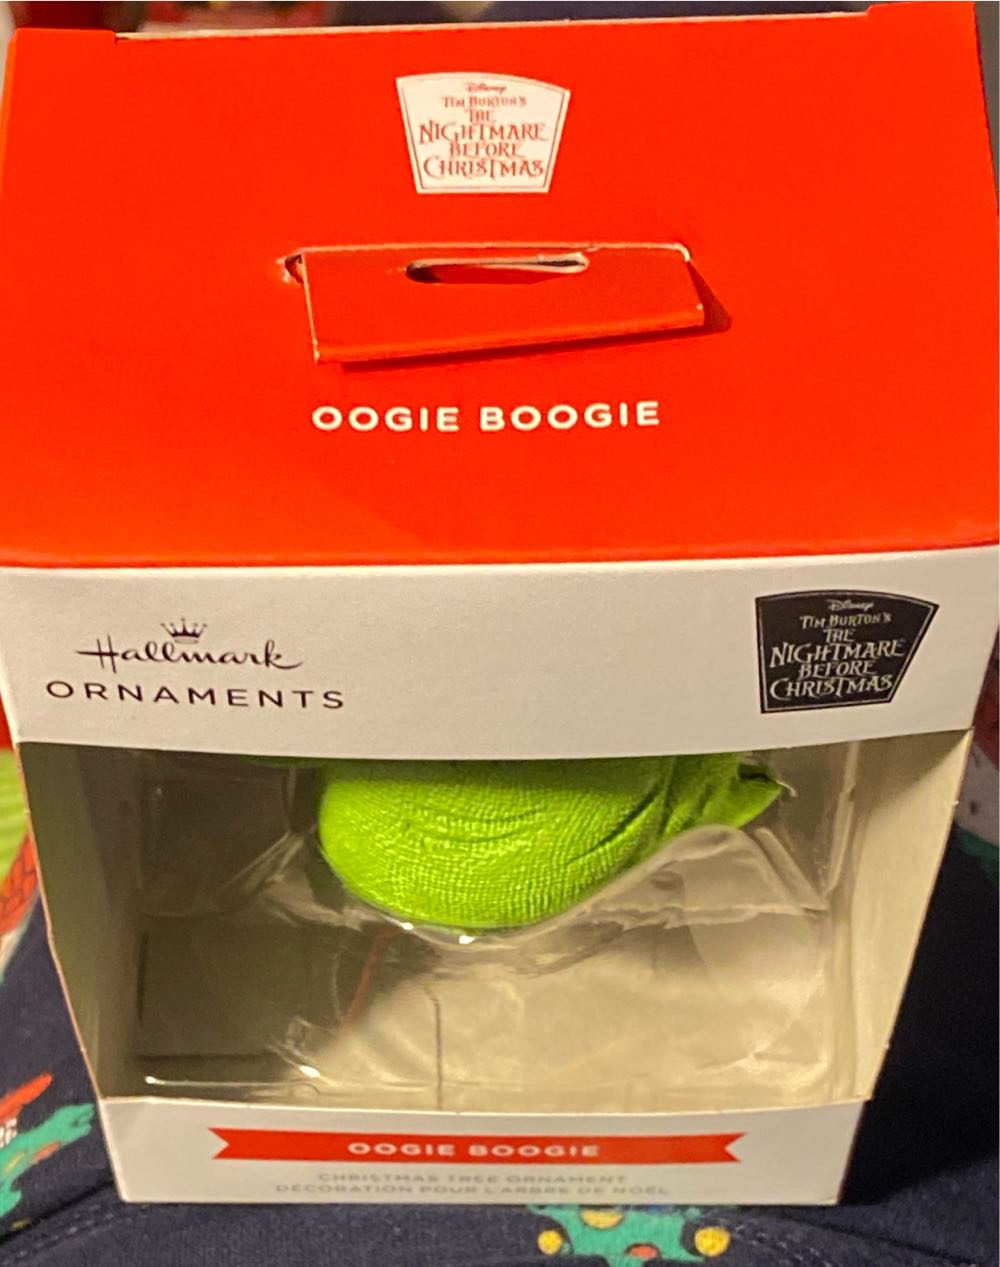 Disney
TIM BURTON'S
THE
NIGHTMARE
BEFORE
CHRISTMAS
OOGIE BOOGIE
Hallmark
ORNAMENTS
Disney
TIM BURTON'S
THE
NIGHTMARE
BEFORE
CHRISTMAS
OOGIE BOOGIE
CHRISTMAS TREE ORNAMENT
DÉCORATION POUR L'ARBRE DE NOËL